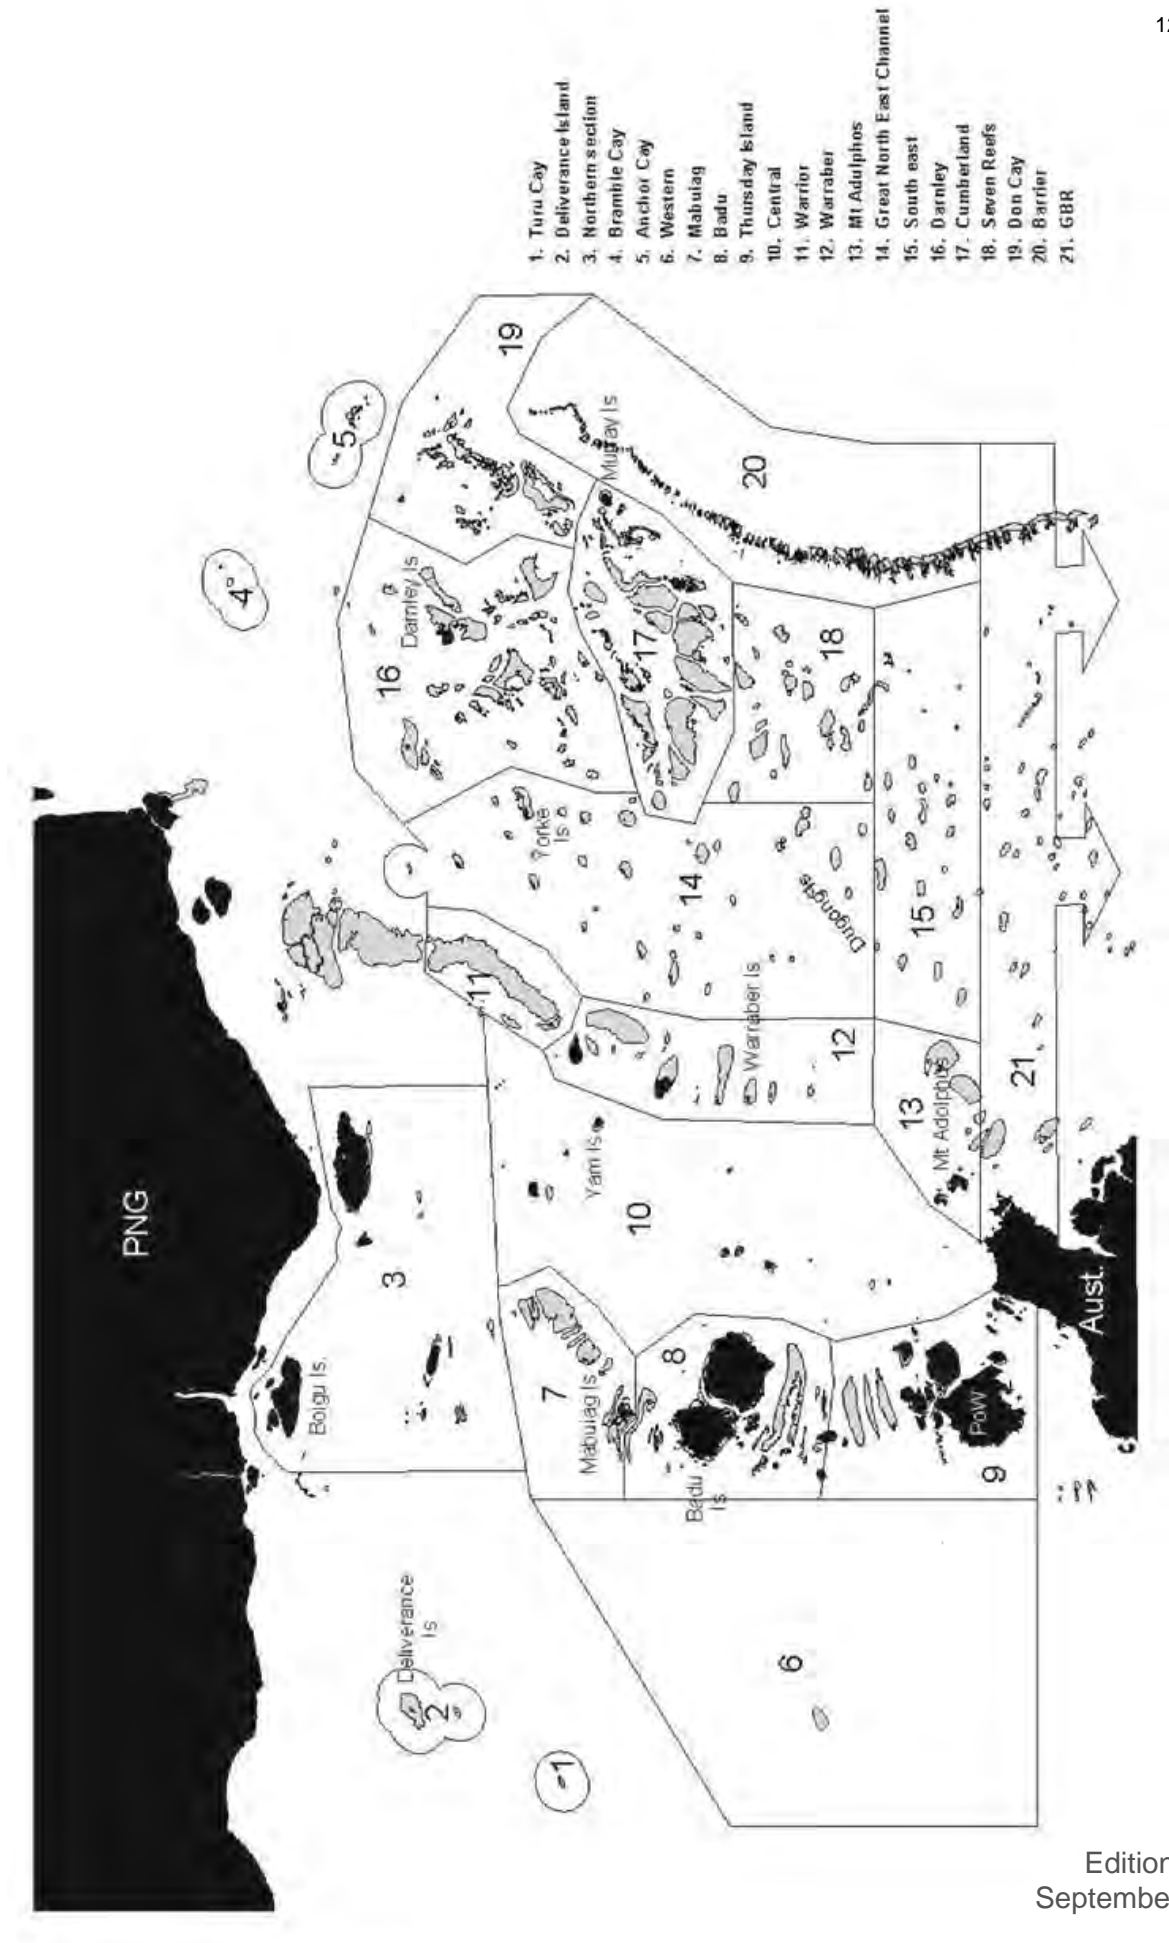 12
1. Turu Cay
2. Deliverance Island
3. Northern section
4. Bramble Cay
5. Anchor Cay
6. Western
7. Mabuiag
8. Badu
9. Thursday Island
10. Central
11. Warrior
12. Warraber
13. Mt Adulphos
14. Great North East Channel
15. South east
16. Darnley
17. Cumberland
18. Seven Reefs
19. Don Cay
20. Barrier
21. GBR
PNG
Deliverance
Is
2
1
6
Boigu Is.
3
4
5
16
Darnley Is
19
Murray Is
20
17
18
Yorke
Is
14
Dugong Is
15
11
Warraber Is
12
13
Mt Adolphus
21
Yam Is
10
7
Mabuiag Is
8
Badu
Is
9
PoW
Aust.
Edition
Septembe